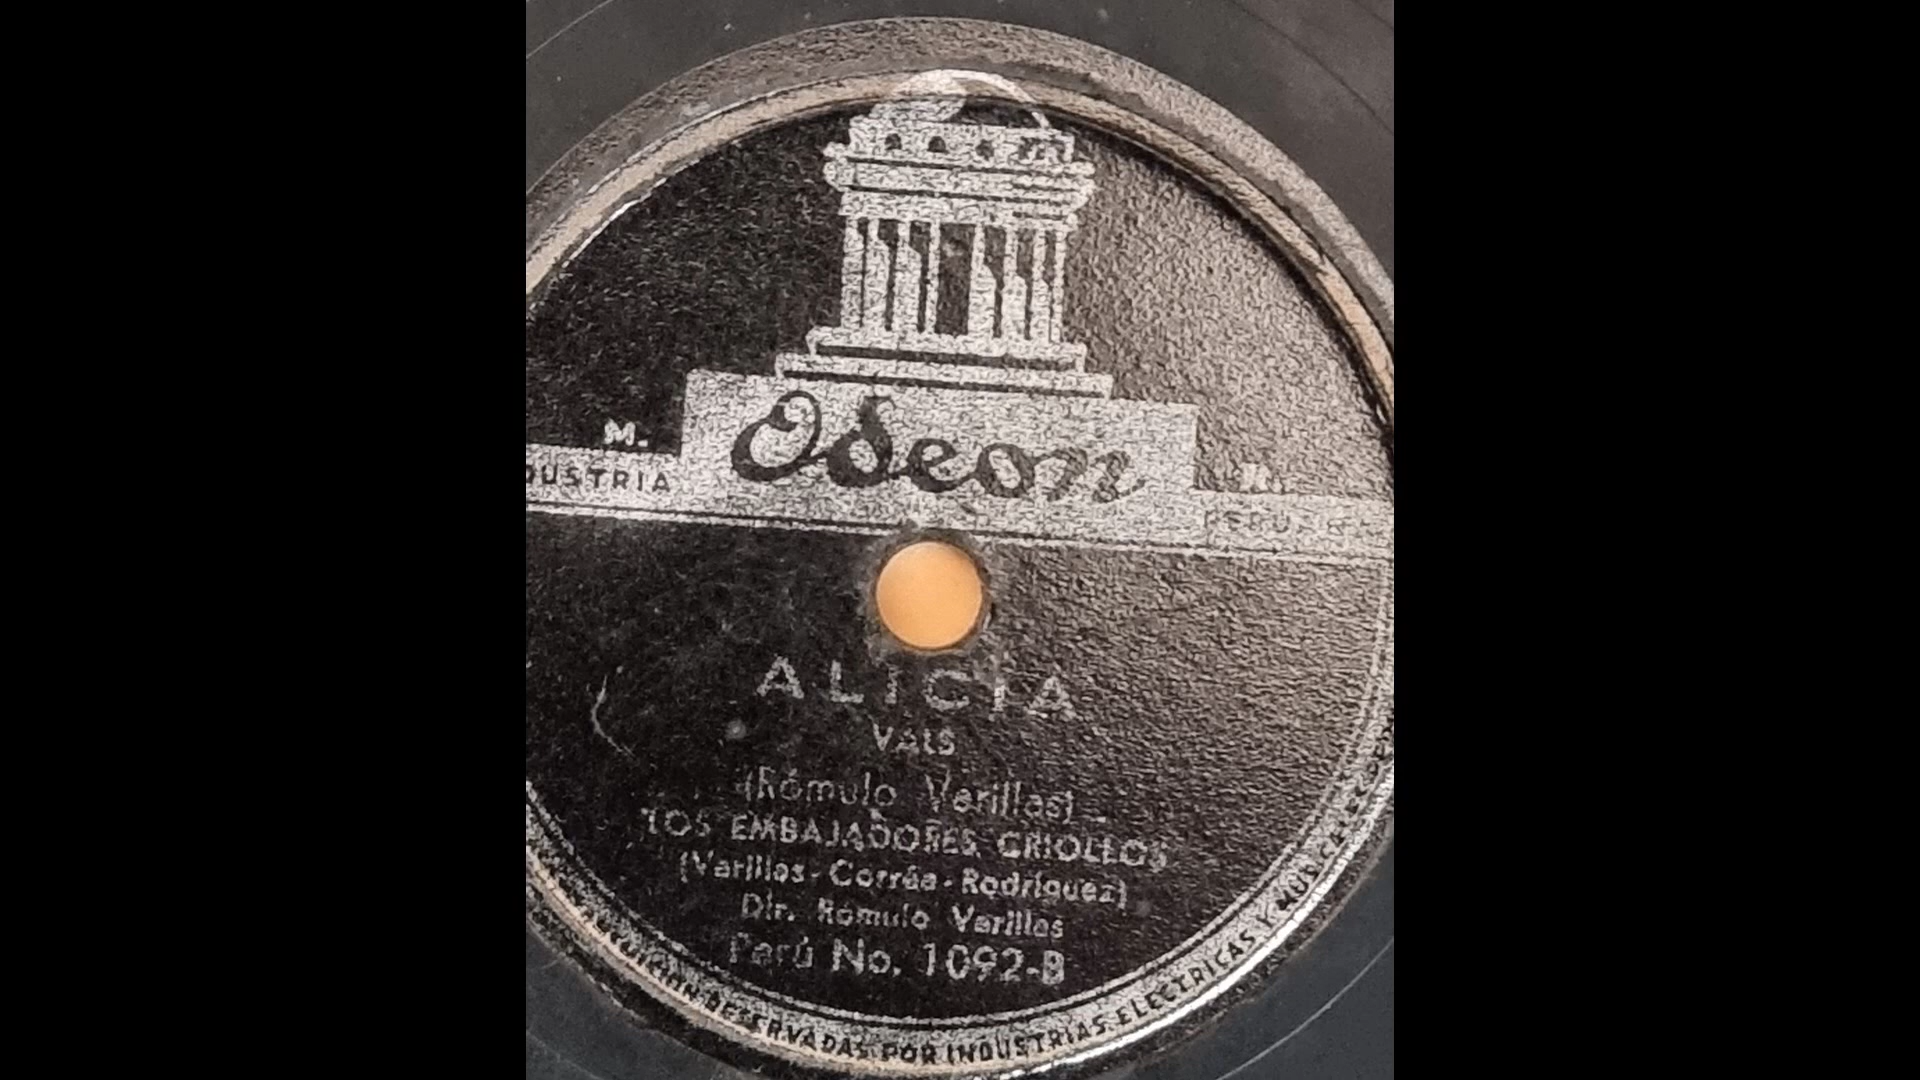 Odeon
M. R.
DUSTRIA PERUANA
ALICIA
VALS
(Rómulo Varillas)
LOS EMBAJADORES CRIOLLOS
(Varillas-Corréa-Rodríguez)
Dir. Rómulo Varillas
Perú No. 1092-B
RESERVADAS POR INDUSTRIAS ELECTRICAS Y MUSICALES